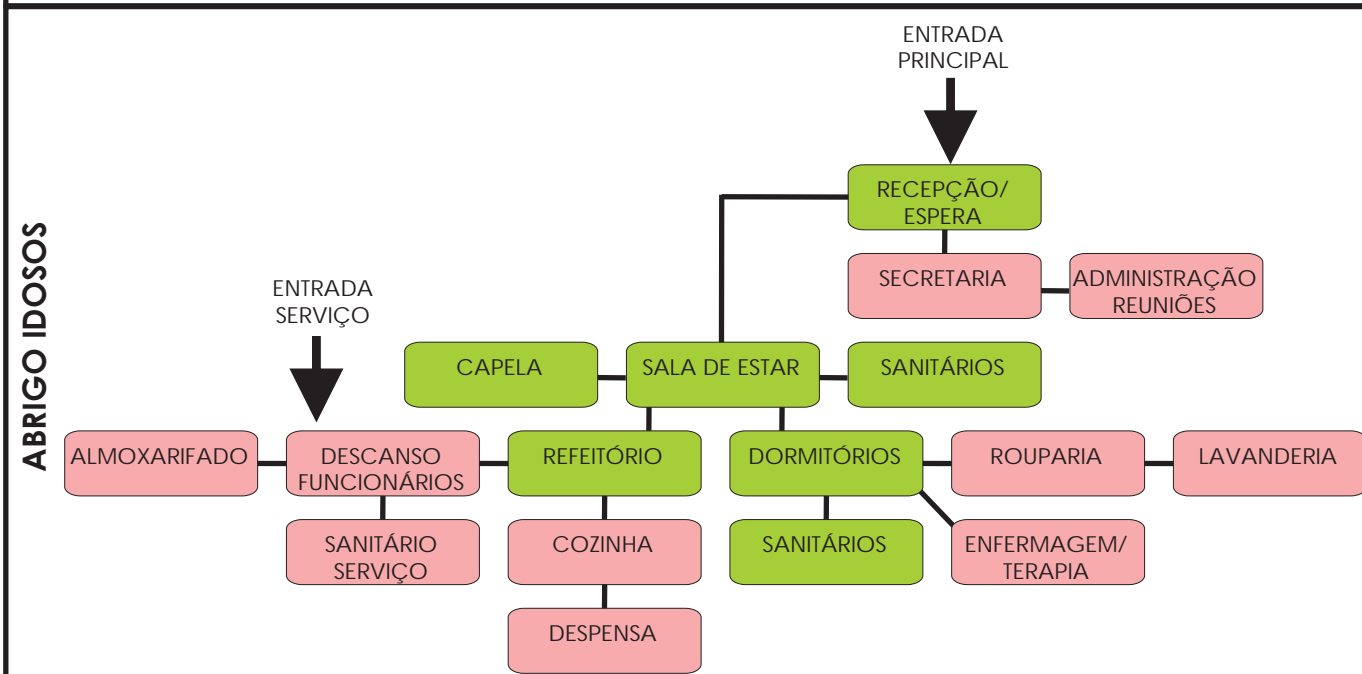 ABRIGO IDOSOS
ENTRADA
PRINCIPAL
RECEPÇÃO/
ESPERA
SECRETARIA
ADMINISTRAÇÃO
REUNIÕES
ENTRADA
SERVIÇO
CAPELA
SALA DE ESTAR
SANITÁRIOS
ALMOXARIFADO
DESCANSO
FUNCIONÁRIOS
REFEITÓRIO
DORMITÓRIOS
ROUPARIA
LAVANDERIA
SANITÁRIO
SERVIÇO
COZINHA
SANITÁRIOS
ENFERMAGEM/
TERAPIA
DESPENSA